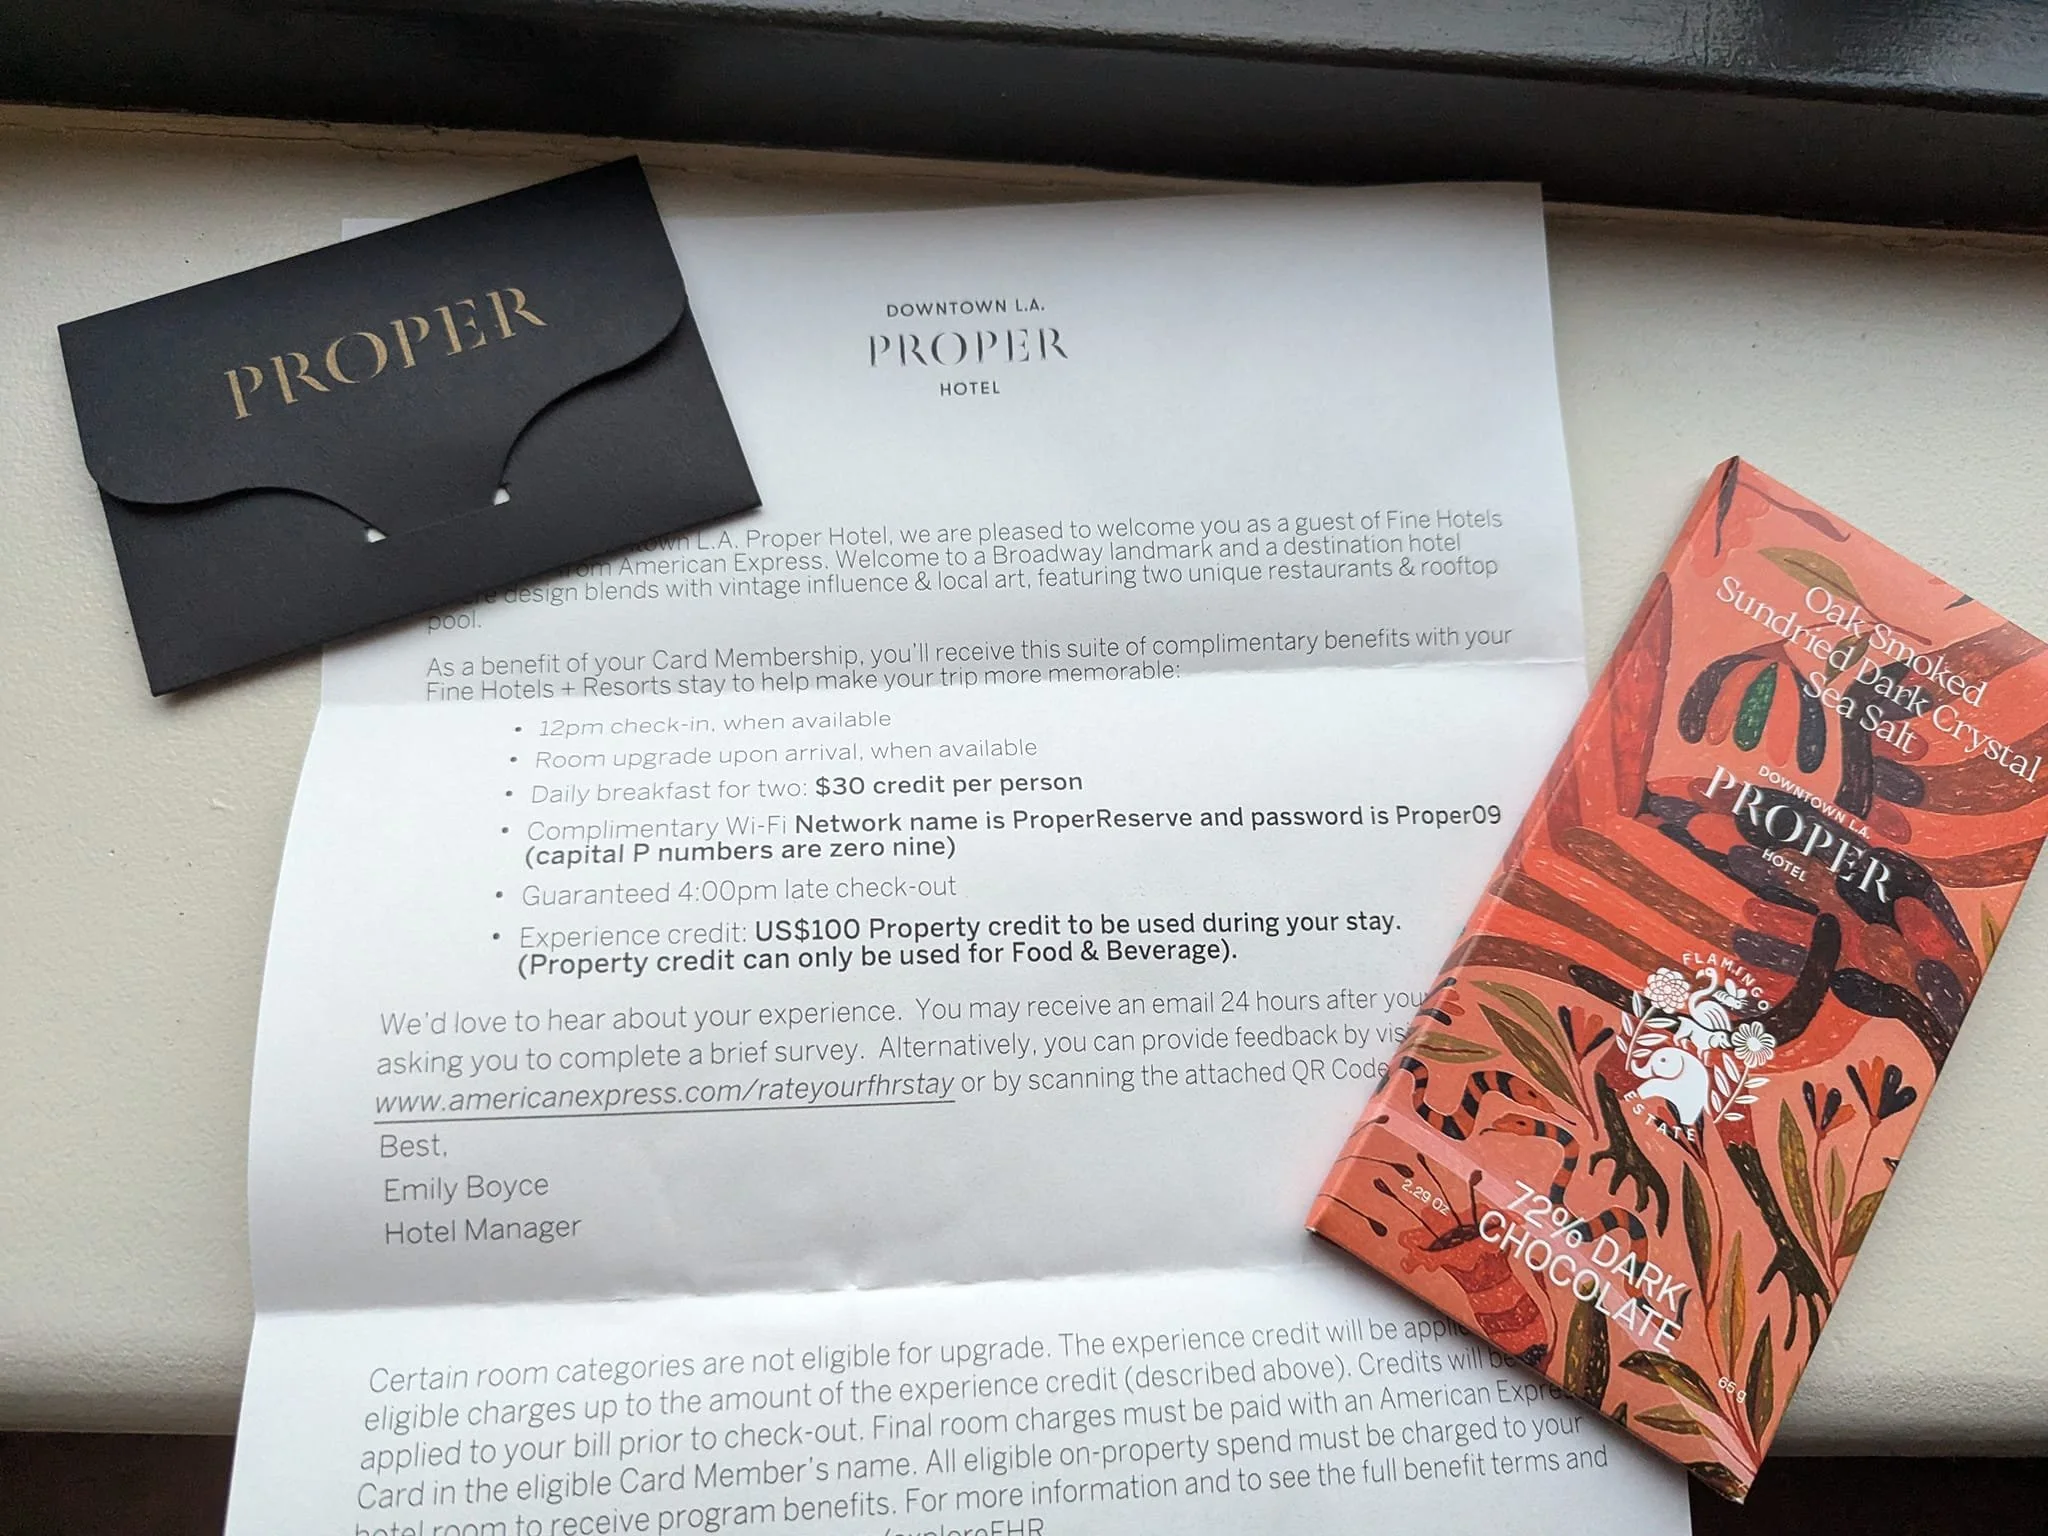 PROPER
DOWNTOWN L.A.
PROPER
HOTEL
L.A. Proper Hotel, we are pleased to welcome you as a guest of Fine Hotels
American Express. Welcome to a Broadway landmark and a destination hotel
design blends with vintage influence & local art, featuring two unique restaurants & rooftop
pool.
As a benefit of your Card Membership, you'll receive this suite of complimentary benefits with your
Fine Hotels + Resorts stay to help make your trip more memorable:
• 12pm check-in, when available
• Room upgrade upon arrival, when available
• Daily breakfast for two: $30 credit per person
• Complimentary Wi-Fi Network name is ProperReserve and password is Proper09
(capital P numbers are zero nine)
• Guaranteed 4:00pm late check-out
• Experience credit: US$100 Property credit to be used during your stay.
(Property credit can only be used for Food & Beverage).
We'd love to hear about your experience. You may receive an email 24 hours after you
asking you to complete a brief survey. Alternatively, you can provide feedback by
www.americanexpress.com/rateyourfhrstay or by scanning the attached QR Code
Best,
Emily Boyce
Hotel Manager
Certain room categories are not eligible for upgrade. The experience credit will be
eligible charges up to the amount of the experience credit (described above). Credits will be
applied to your bill prior to check-out. Final room charges must be paid with an American
Card in the eligible Card Member's name. All eligible on-property spend must be charged to your
hotel room to receive program benefits. For more information and to see the full benefit terms and
Oak Smoked
Sundried Dark Crystal
Sea Salt
DOWNTOWN L.A.
PROPER
HOTEL
FLAMINGO
ESTATE
2.29 Oz
72% DARK
CHOCOLATE
65 g